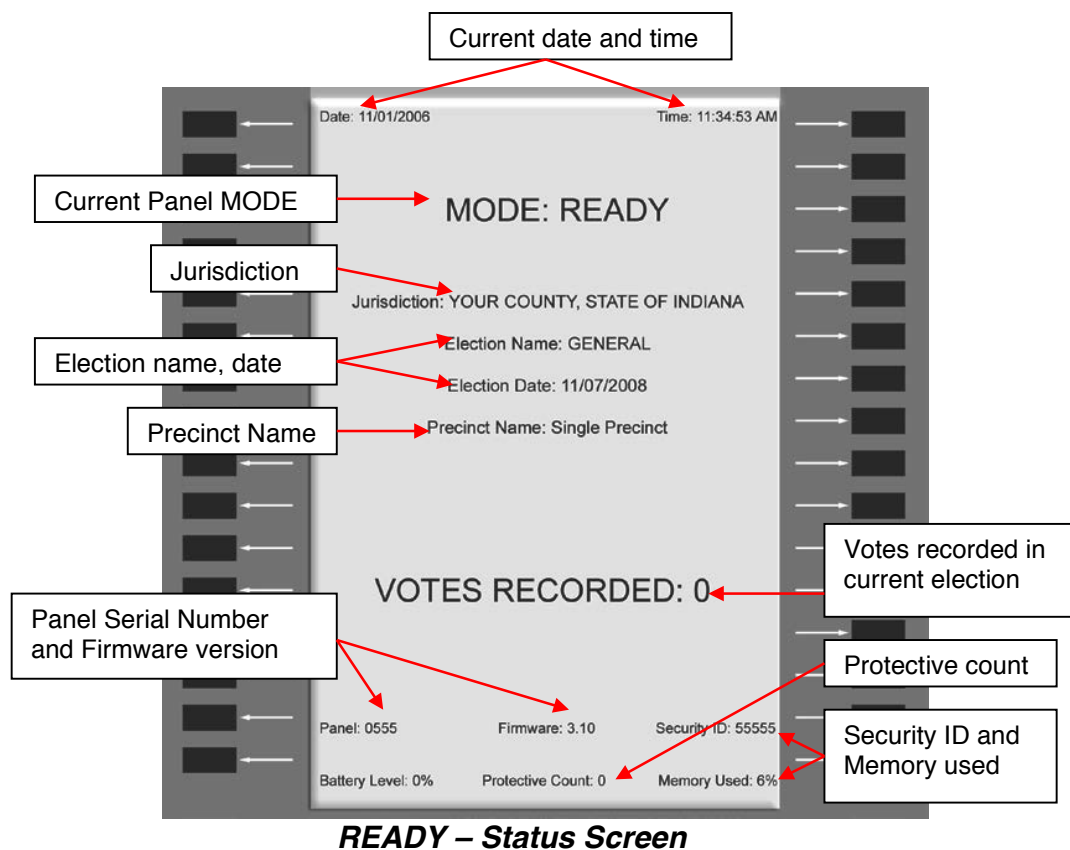 Current date and time
Date: 11/01/2006
Time: 11:34:53 AM
Current Panel MODE
MODE: READY
Jurisdiction
Jurisdiction: YOUR COUNTY, STATE OF INDIANA
Election name, date
Election Name: GENERAL
Election Date: 11/07/2008
Precinct Name
Precinct Name: Single Precinct
Votes recorded in
current election
VOTES RECORDED: 0
Panel Serial Number
and Firmware version
Protective count
Panel: 0555
Firmware: 3.10
Security ID: 55555
Security ID and
Memory used
Battery Level: 0%
Protective Count: 0
Memory Used: 6%
READY – Status Screen